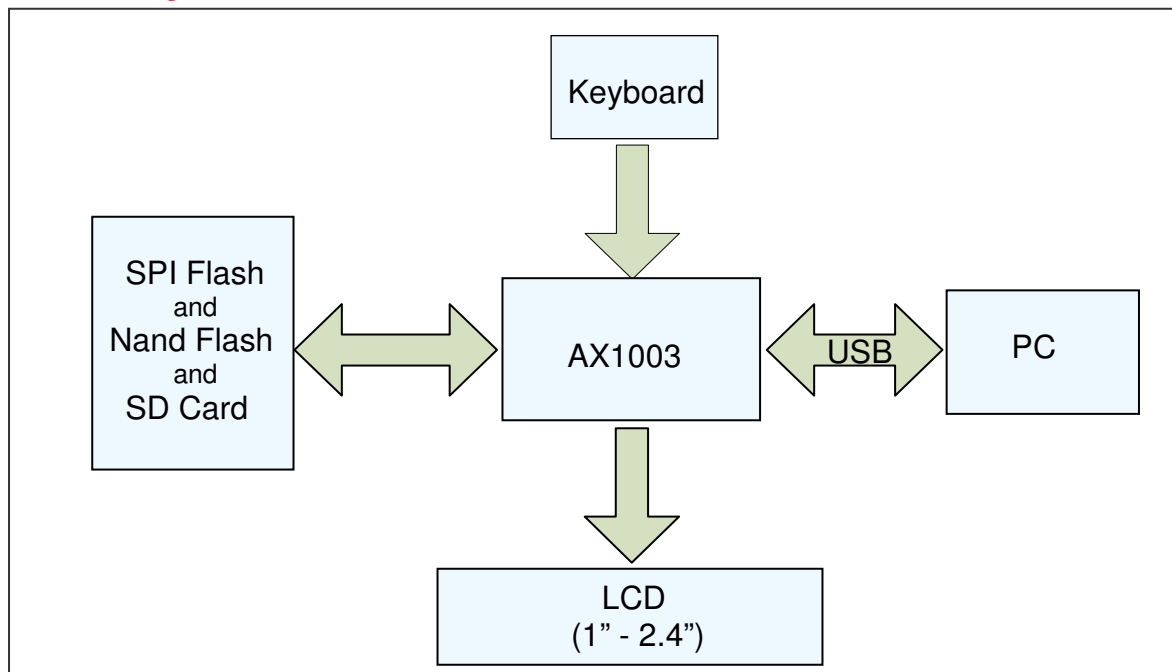 Keyboard
SPI Flash
and
Nand Flash
and
SD Card
AX1003
USB
PC
LCD
(1” - 2.4”)